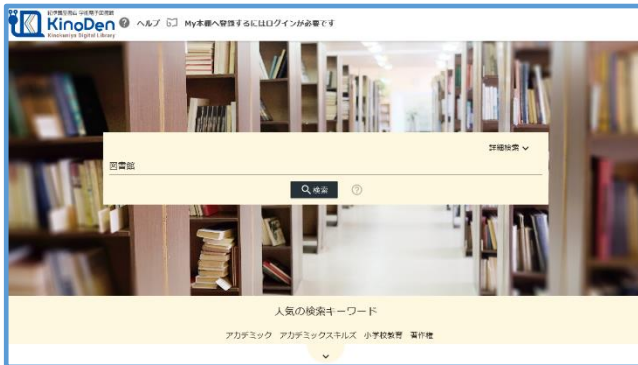 紀伊國屋書店 学術電子図書館
KinoDen
Kinokuniya Digital Library
? ヘルプ My本棚へ登録するにはログインが必要です
詳細検索
図書館
検索 ?
人気の検索キーワード
アカデミック アカデミックスキルズ 小学校教育 著作権